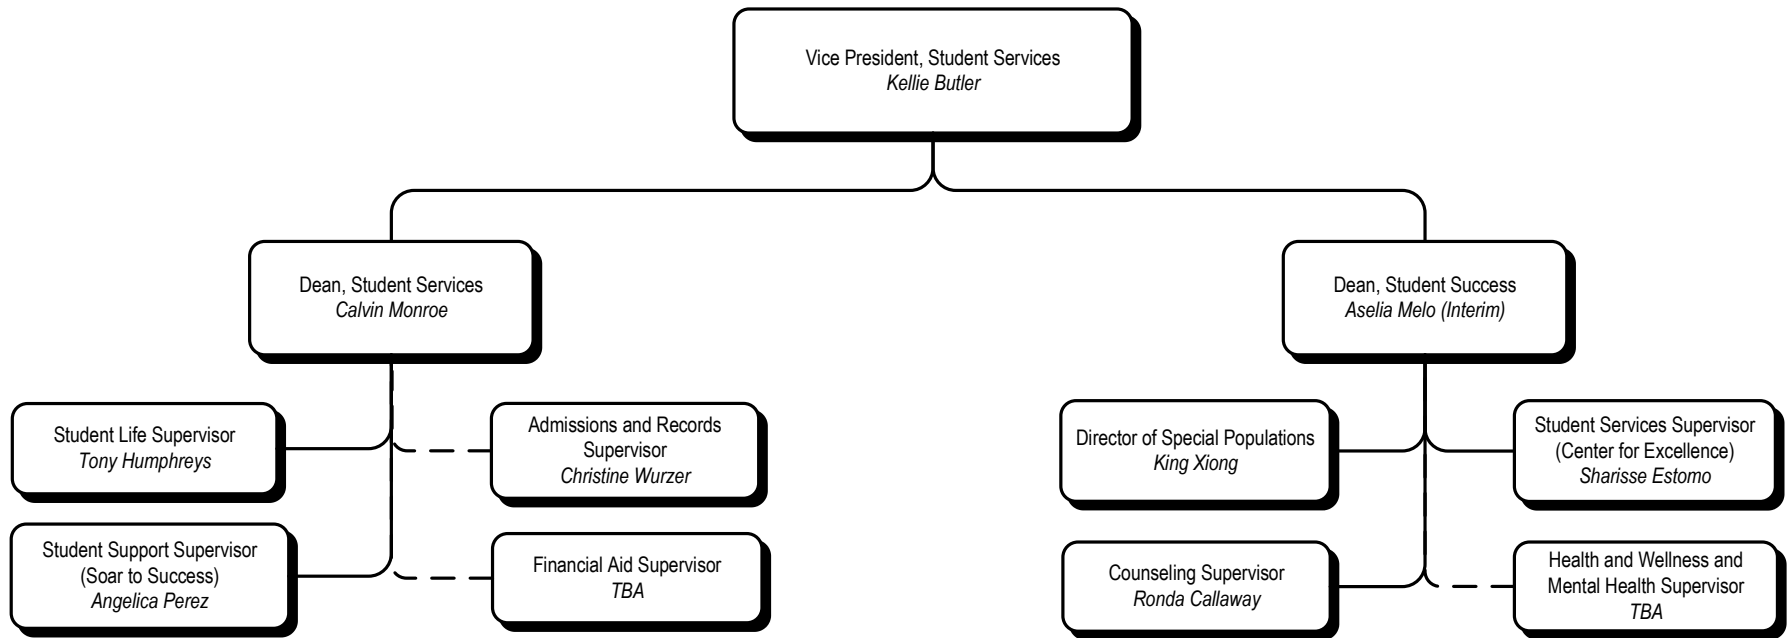 Vice President, Student Services
Kellie Butler
Dean, Student Services
Calvin Monroe
Dean, Student Success
Aselia Melo (Interim)
Student Life Supervisor
Tony Humphreys
Admissions and Records
Supervisor
Christine Wurzer
Director of Special Populations
King Xiong
Student Services Supervisor
(Center for Excellence)
Sharisse Estomo
Student Support Supervisor
(Soar to Success)
Angelica Perez
Financial Aid Supervisor
TBA
Counseling Supervisor
Ronda Callaway
Health and Wellness and
Mental Health Supervisor
TBA